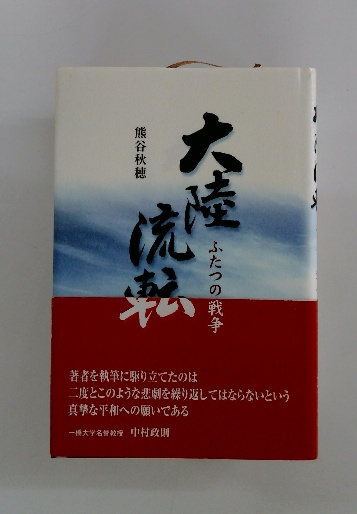 大陸
流転
ふたつの戦争
熊谷秋穂
著者を執筆に駆り立てたのは
二度とこのような悲劇を繰り返してはならないという
真摯な平和への願いである
一橋大学名誉教授 中村政則